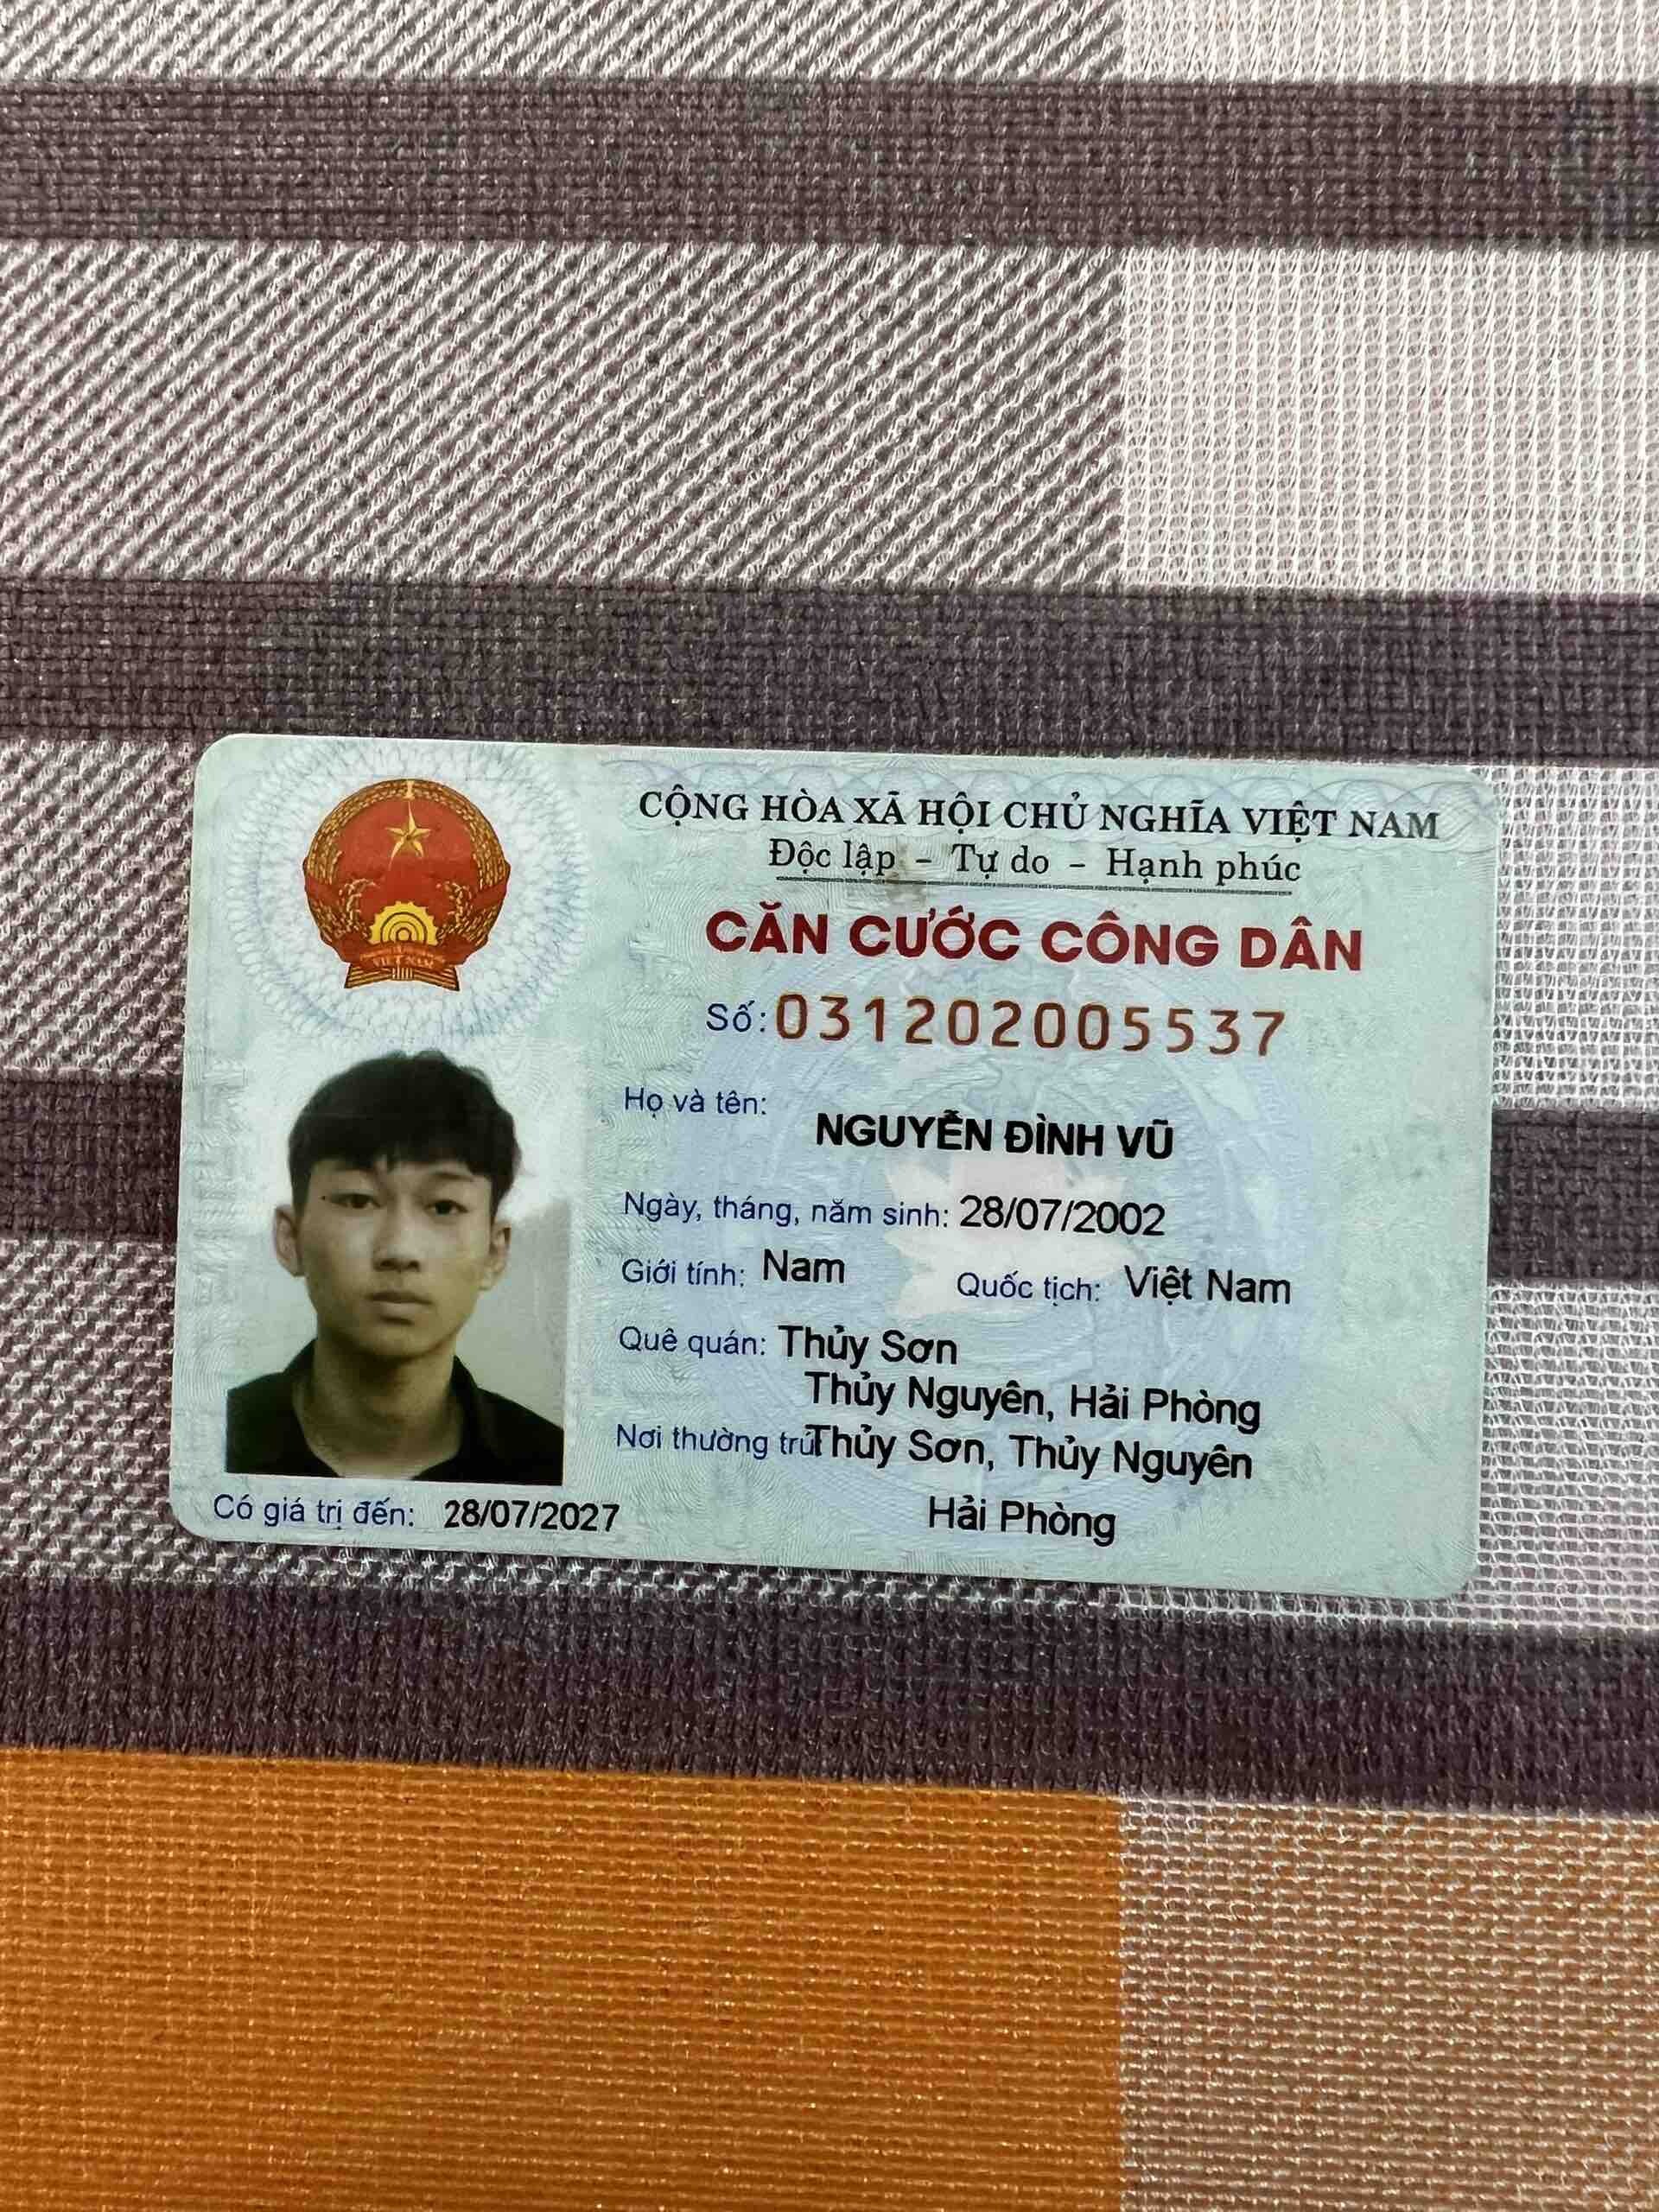 CỘNG HÒA XÃ HỘI CHỦ NGHĨA VIỆT NAM
Độc lập - Tự do - Hạnh phúc
CĂN CƯỚC CÔNG DÂN
Số: 031202005537
Họ và tên: NGUYỄN ĐÌNH VŨ
Ngày, tháng, năm sinh: 28/07/2002
Giới tính: Nam Quốc tịch: Việt Nam
Quê quán: Thủy Sơn
Thủy Nguyên, Hải Phòng
Nơi thường trú: Thủy Sơn, Thủy Nguyên
Hải Phòng
Có giá trị đến: 28/07/2027